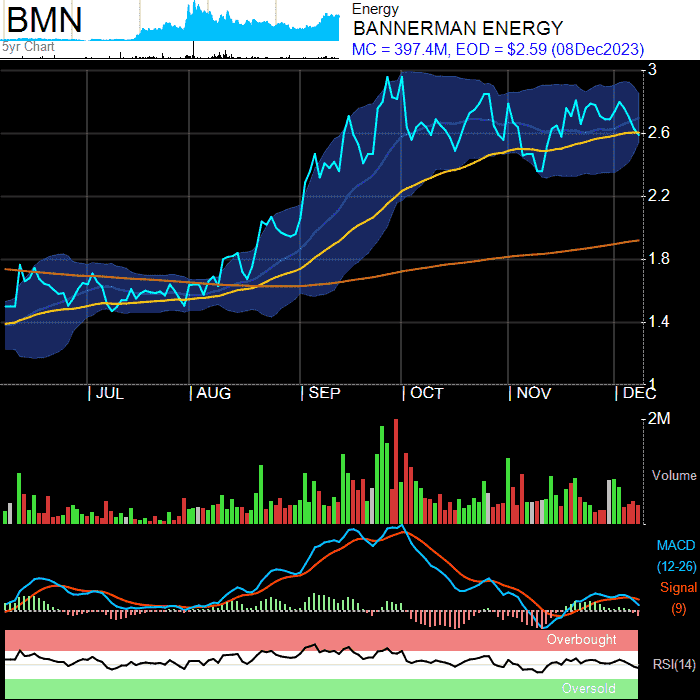 BMN
5yr Chart
Energy
BANNERMAN ENERGY
MC = 397.4M, EOD = $2.59 (08Dec2023)
3
2.6
2.2
1.8
1.4
1
JUL AUG SEP OCT NOV DEC
2M
Volume
MACD
(12-26)
Signal
(9)
Overbought
RSI(14)
Oversold